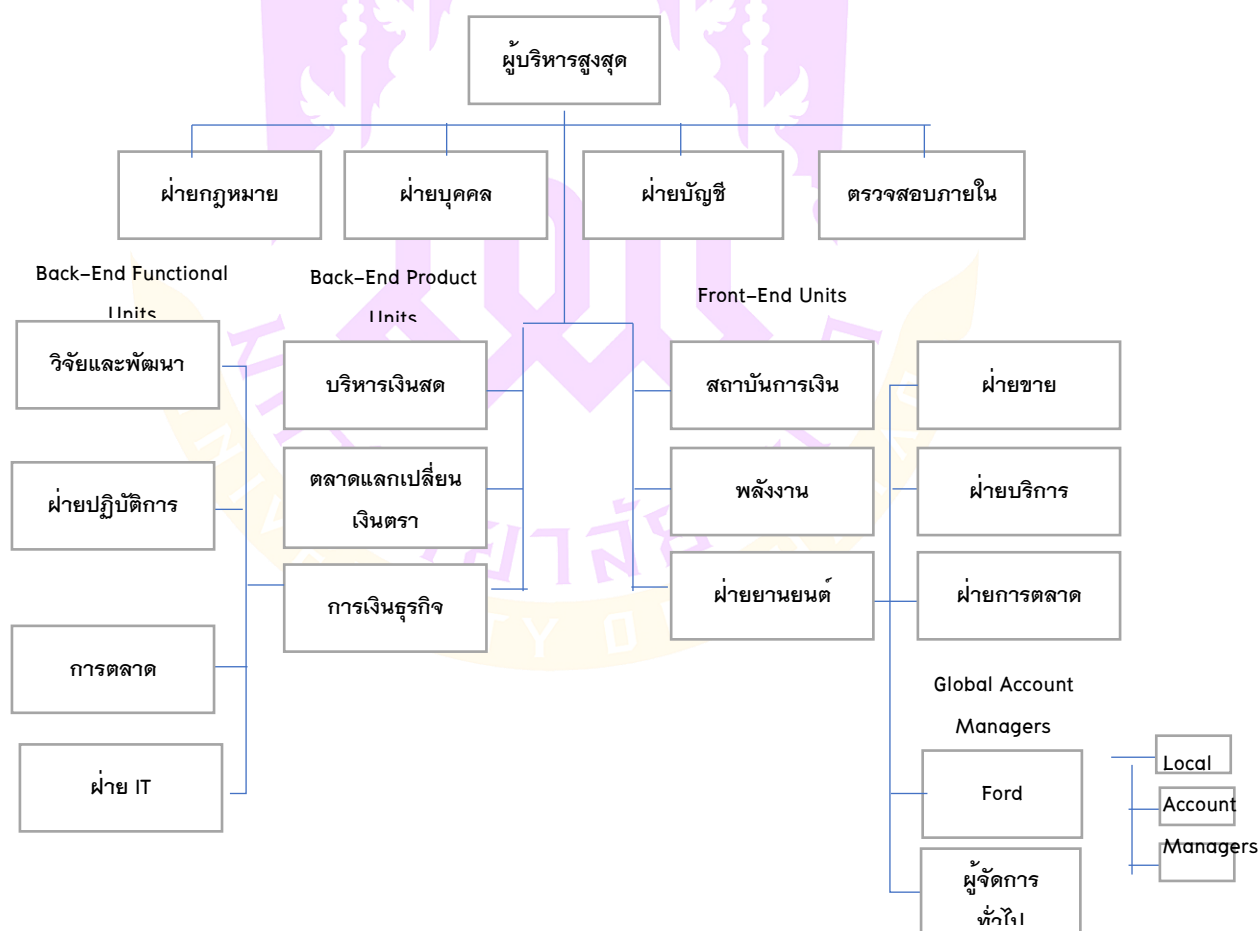 ผู้บริหารสูงสุด
ฝ่ายกฎหมาย
ฝ่ายบุคคล
ฝ่ายบัญชี
ตรวจสอบภายใน
Back-End Functional
Units
Back-End Product
Units
Front-End Units
วิจัยและพัฒนา
ฝ่ายปฏิบัติการ
การตลาด
ฝ่าย IT
บริหารเงินสด
ตลาดแลกเปลี่ยน
เงินตรา
การเงินธุรกิจ
สถาบันการเงิน
พลังงาน
ฝ่ายยานยนต์
ฝ่ายขาย
ฝ่ายบริการ
ฝ่ายการตลาด
Global Account
Managers
Ford
ผู้จัดการ
ทั่วไป
Local
Account
Managers